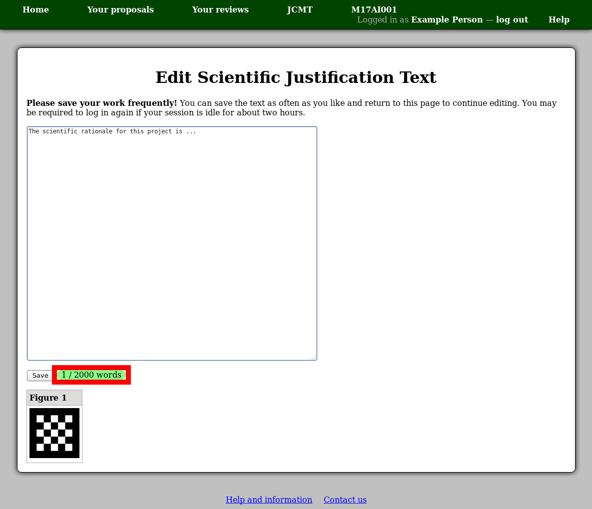 Home Your proposals Your reviews JCMT M17AI001
Logged in as Example Person — log out Help
Edit Scientific Justification Text
Please save your work frequently! You can save the text as often as you like and return to this page to continue editing. You may
be required to log in again if your session is idle for about two hours.
The scientific rationale for this project is ...
Save 1 / 2000 words
Figure 1
Help and information Contact us